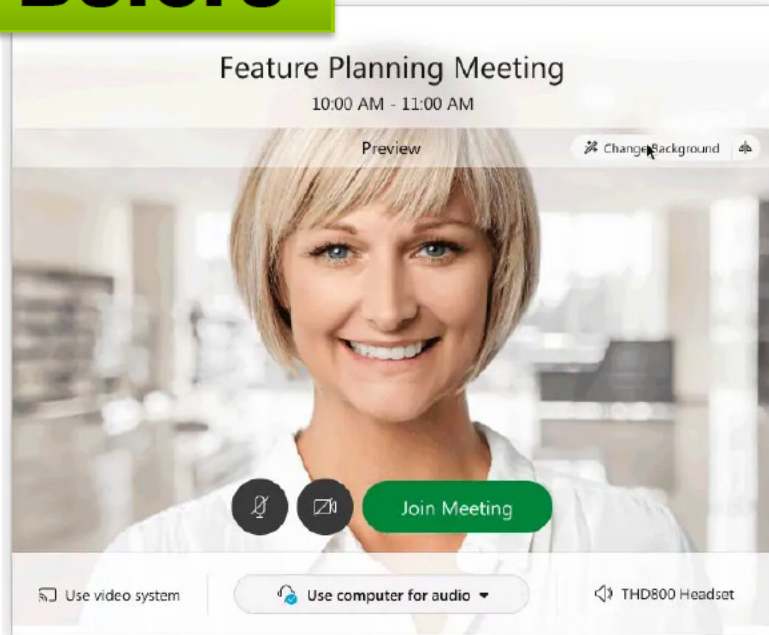 Before
Feature Planning Meeting
10:00 AM - 11:00 AM
Preview
Change Background
Join Meeting
Use video system
Use computer for audio
THD800 Headset